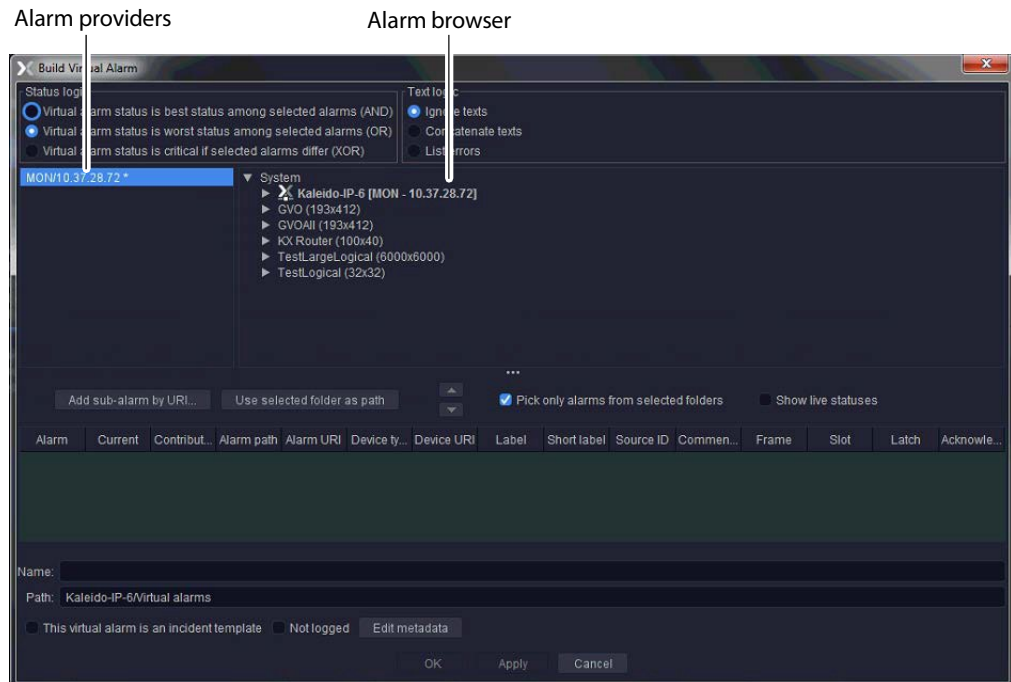 Alarm providers
Alarm browser
Build Virtual Alarm
Status logic
Text logic
Virtual alarm status is best status among selected alarms (AND)
Ignore texts
Virtual alarm status is worst status among selected alarms (OR)
Concatenate texts
Virtual alarm status is critical if selected alarms differ (XOR)
List errors
MON/10.37.28.72 *
System
Kaleido-IP-6 [MON - 10.37.28.72]
GVO (193x412)
GVOAll (193x412)
KX Router (100x40)
TestLargeLogical (6000x6000)
TestLogical (32x32)
Add sub-alarm by URI... Use selected folder as path Pick only alarms from selected folders Show live statuses
Alarm Current Contribut... Alarm path Alarm URI Device ty... Device URI Label Short label Source ID Commen... Frame Slot Latch Acknowle...
Name:
Path: Kaleido-IP-6/Virtual alarms
This virtual alarm is an incident template Not logged Edit metadata
OK Apply Cancel